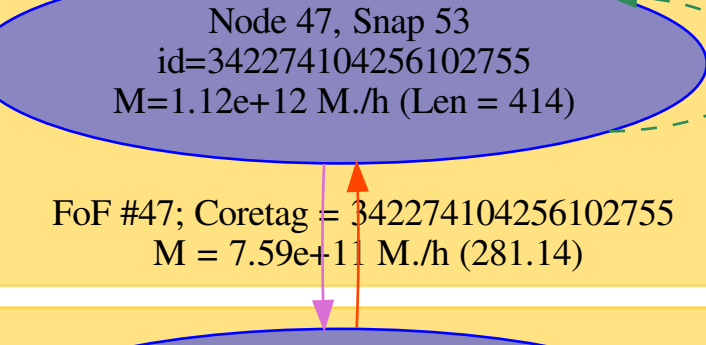 Node 47, Snap 53
id=342274104256102755
M=1.12e+12 M./h (Len = 414)
FoF #47; Coretag = 342274104256102755
M = 7.59e+11 M./h (281.14)